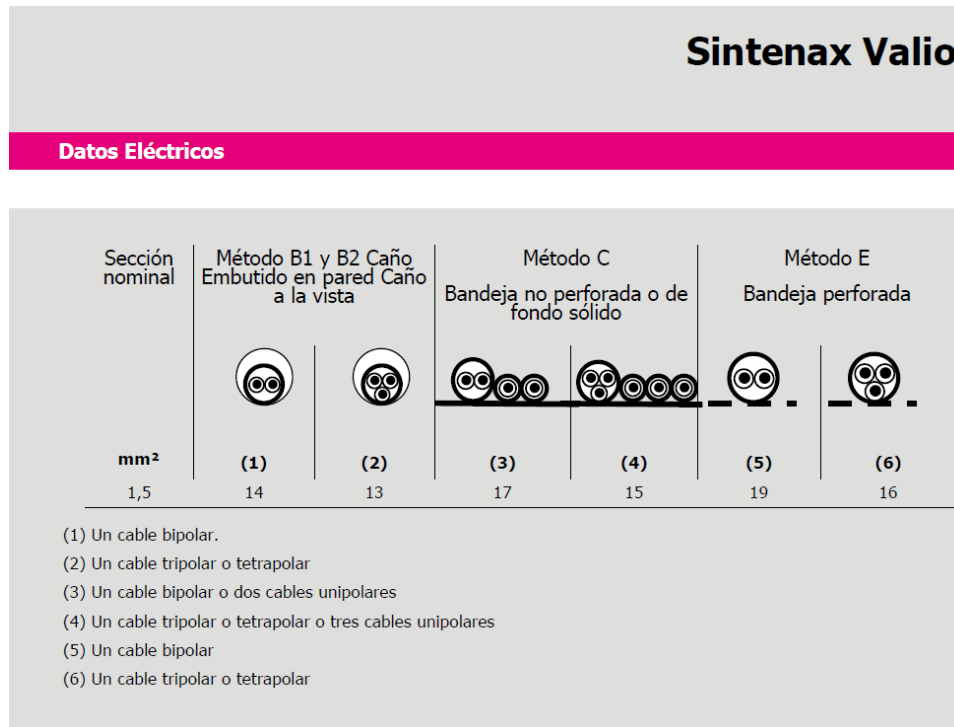 Sintenax Valio
Datos Eléctricos
Sección nominal
Método B1 y B2 Caño Embutido en pared Caño a la vista
Método C
Bandeja no perforada o de fondo sólido
Método E
Bandeja perforada
mm² (1) (2) (3) (4) (5) (6)
1,5 14 13 17 15 19 16
(1) Un cable bipolar.
(2) Un cable tripolar o tetrapolar
(3) Un cable bipolar o dos cables unipolares
(4) Un cable tripolar o tetrapolar o tres cables unipolares
(5) Un cable bipolar
(6) Un cable tripolar o tetrapolar